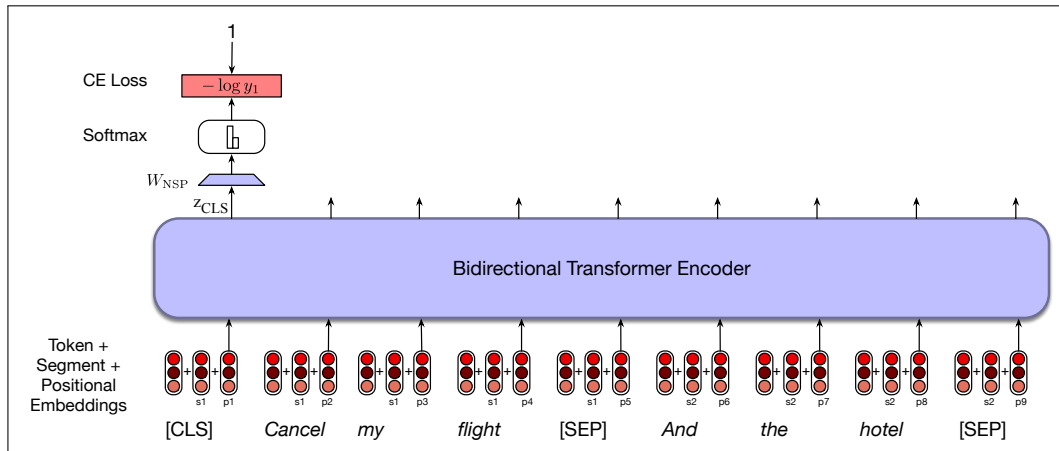 1
CE Loss
− log y₁
Softmax
W_NSP
z_CLS
Bidirectional Transformer Encoder
Token +
Segment +
Positional
Embeddings
+ + + + + + + + + + + + + + + + + +
s1 p1 s1 p2 s1 p3 s1 p4 s1 p5 s2 p6 s2 p7 s2 p8 s2 p9
[CLS] Cancel my flight [SEP] And the hotel [SEP]